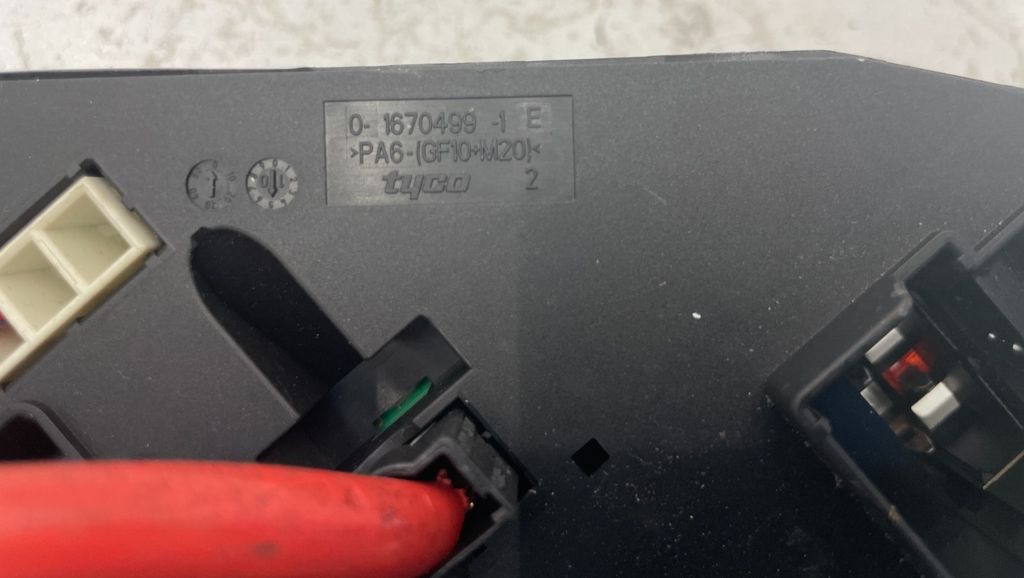 0- 1670499 -1 E
>PA6-(GF10+M20)<
tyco 2